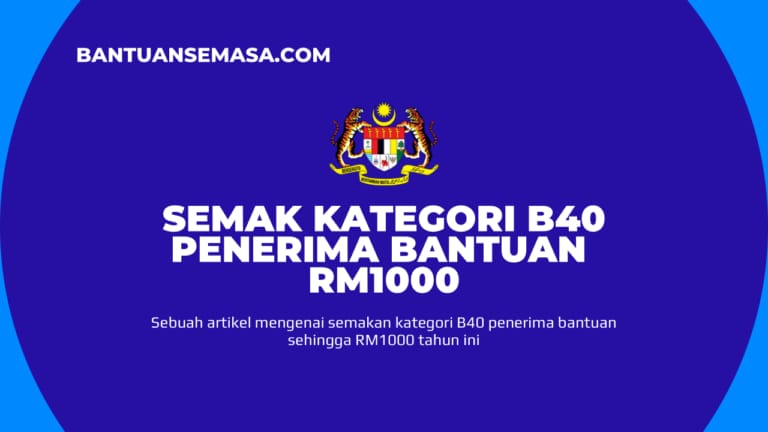 BANTUANSEMASA.COM
SEMAK KATEGORI B40
PENERIMA BANTUAN
RM1000
Sebuah artikel mengenai semakan kategori B40 penerima bantuan
sehingga RM1000 tahun ini